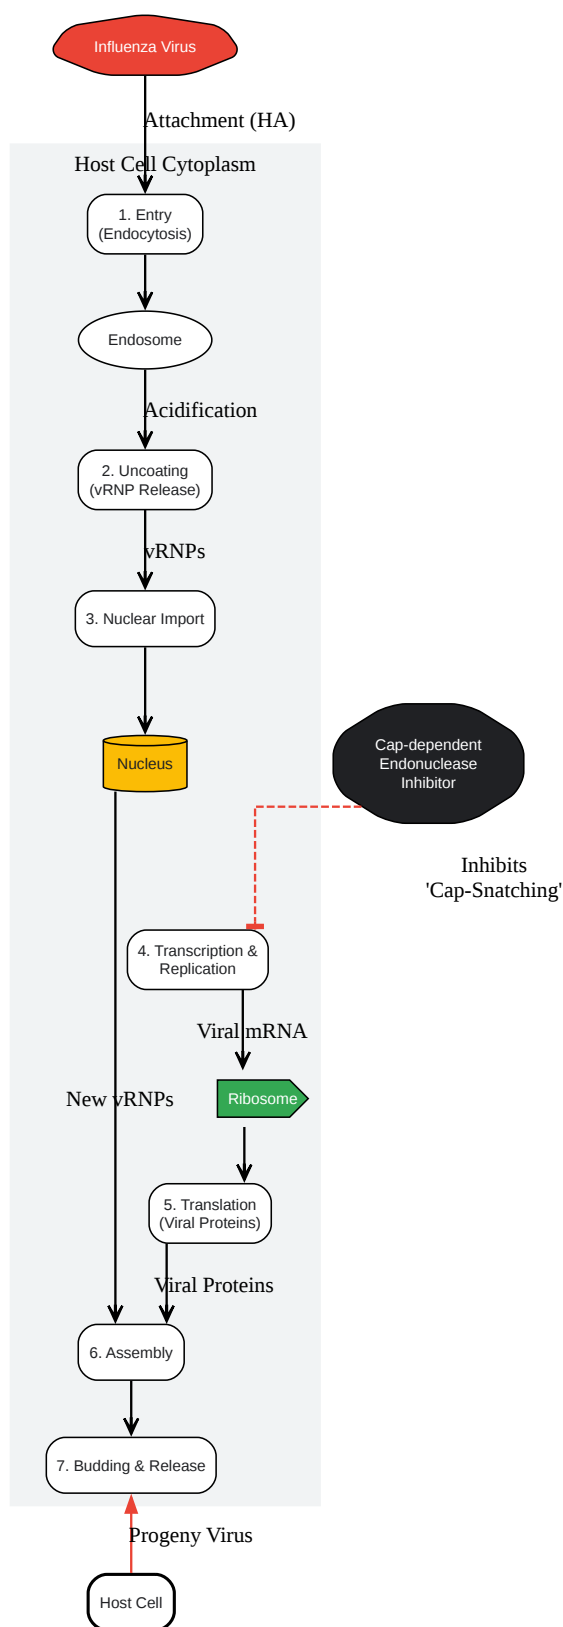 Influenza Virus
Attachment (HA)
Host Cell Cytoplasm
1. Entry
(Endocytosis)
Endosome
Acidification
2. Uncoating
(vRNP Release)
vRNPs
3. Nuclear Import
Nucleus
Cap-dependent
Endonuclease
Inhibitor
Inhibits
'Cap-Snatching'
4. Transcription &
Replication
Viral mRNA
Ribosome
New vRNPs
5. Translation
(Viral Proteins)
Viral Proteins
6. Assembly
7. Budding & Release
Progeny Virus
Host Cell